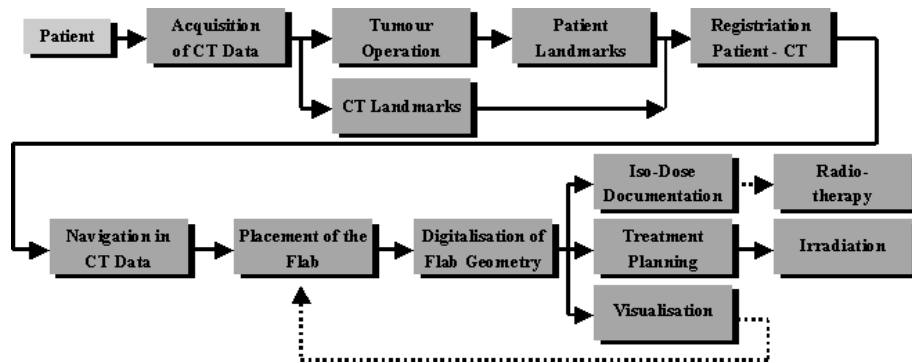 Patient
Acquisition
of CT Data
Tumour
Operation
Patient
Landmarks
Registriation
Patient - CT
CT Landmarks
Iso-Dose
Documentation
Radio-
therapy
Navigation in
CT Data
Placement of the
Flab
Digitalisation of
Flab Geometry
Treatment
Planning
Irradiation
Visualisation